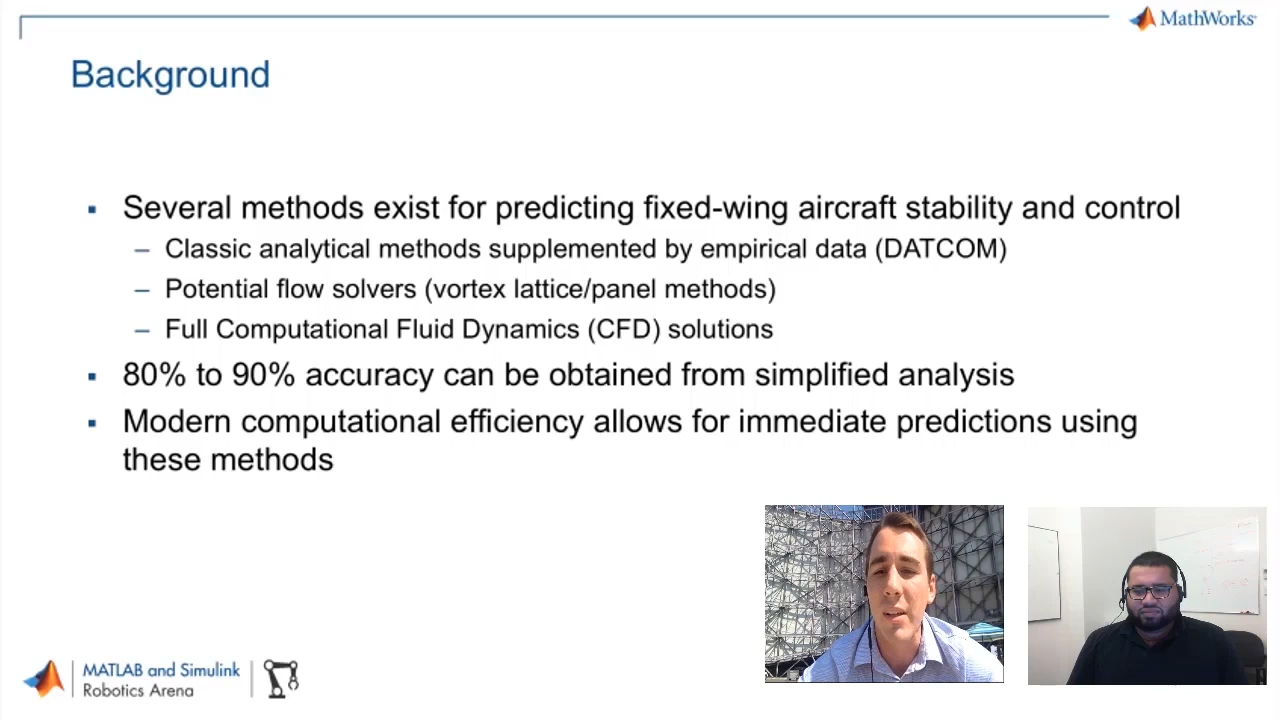 MathWorks
Background
Several methods exist for predicting fixed-wing aircraft stability and control
Classic analytical methods supplemented by empirical data (DATCOM)
Potential flow solvers (vortex lattice/panel methods)
Full Computational Fluid Dynamics (CFD) solutions
80% to 90% accuracy can be obtained from simplified analysis
Modern computational efficiency allows for immediate predictions using
these methods
MATLAB and Simulink
Robotics Arena